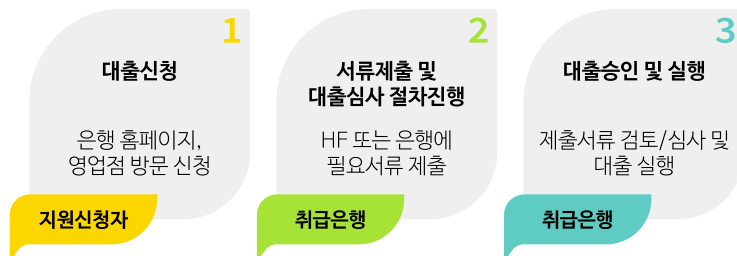 1
대출신청
은행 홈페이지,
영업점 방문 신청
지원신청자
2
서류제출 및
대출심사 절차진행
HF 또는 은행에
필요서류 제출
취급은행
3
대출승인 및 실행
제출서류 검토/심사 및
대출 실행
취급은행